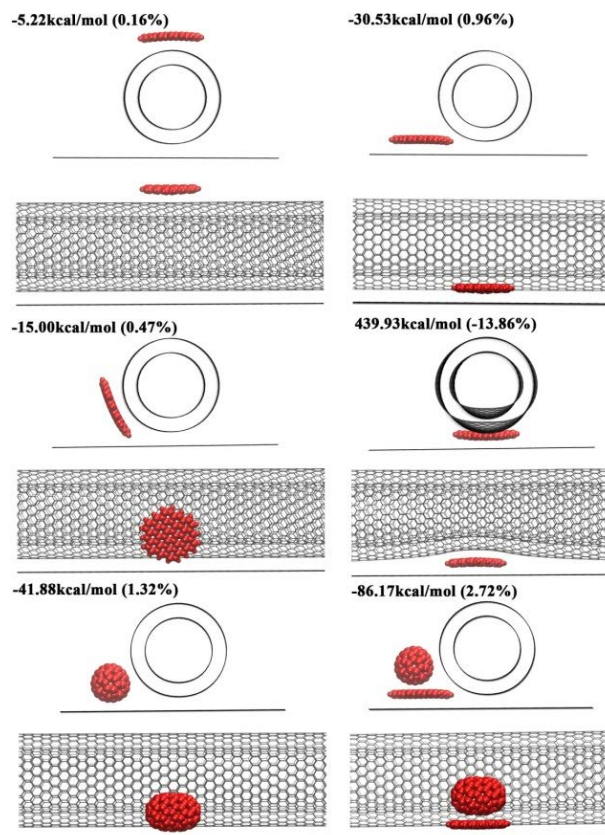 -5.22kcal/mol (0.16%)
-30.53kcal/mol (0.96%)
-15.00kcal/mol (0.47%)
439.93kcal/mol (-13.86%)
-41.88kcal/mol (1.32%)
-86.17kcal/mol (2.72%)